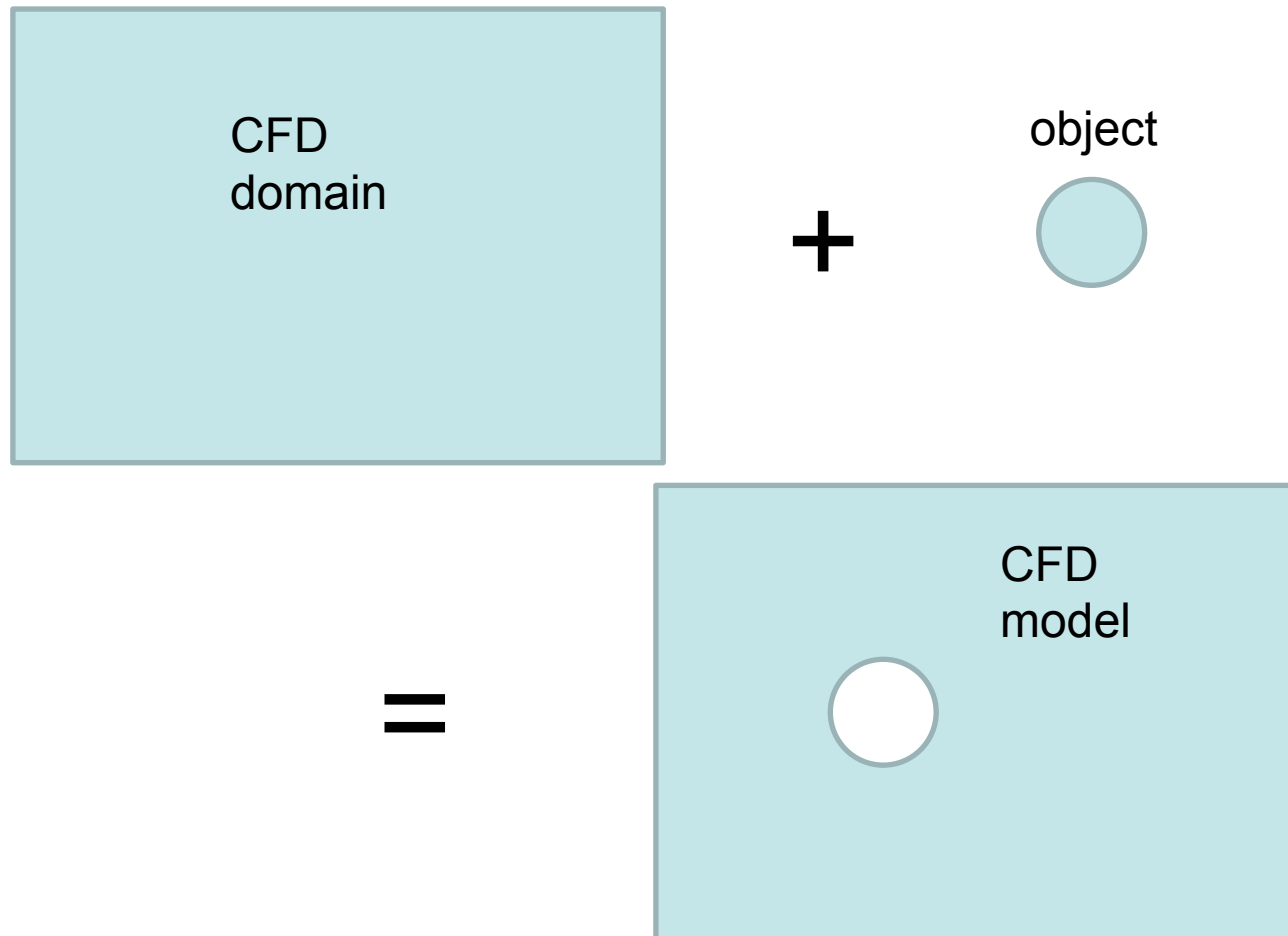 CFD
domain
object
+
=
CFD
model